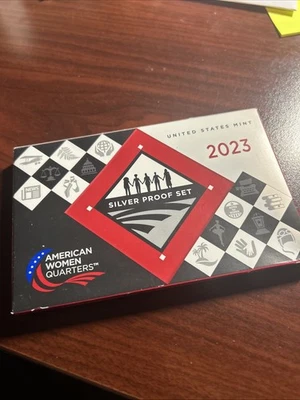 UNITED STATES MINT
2023
SILVER PROOF SET
AMERICAN
WOMEN
QUARTERS™